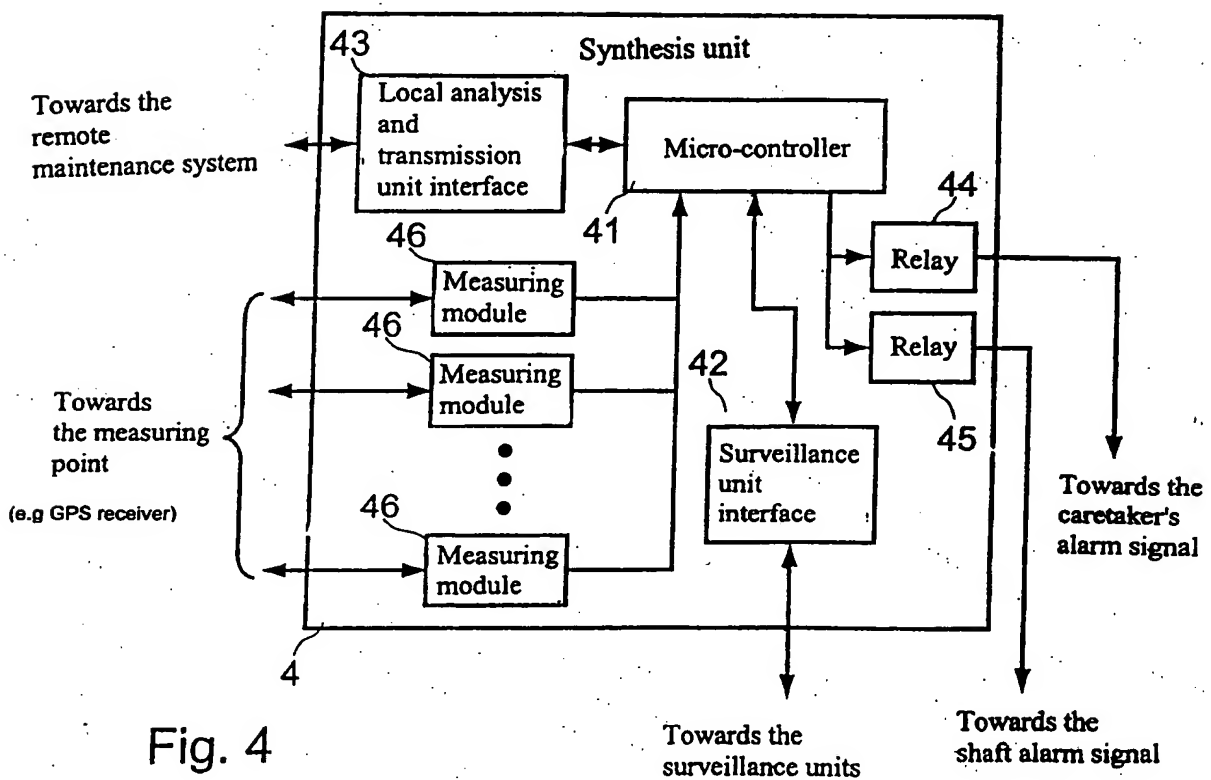 Synthesis unit
43
Local analysis
and
transmission
unit interface
Towards the
remote
maintenance system
Micro-controller
41
44
Relay
46
Measuring
module
46
Measuring
module
42
Relay
45
Towards
the measuring
point
(e.g GPS receiver)
Surveillance
unit
interface
46
Measuring
module
Towards the
caretaker's
alarm signal
4
Fig. 4
Towards the
surveillance units
Towards the
shaft alarm signal